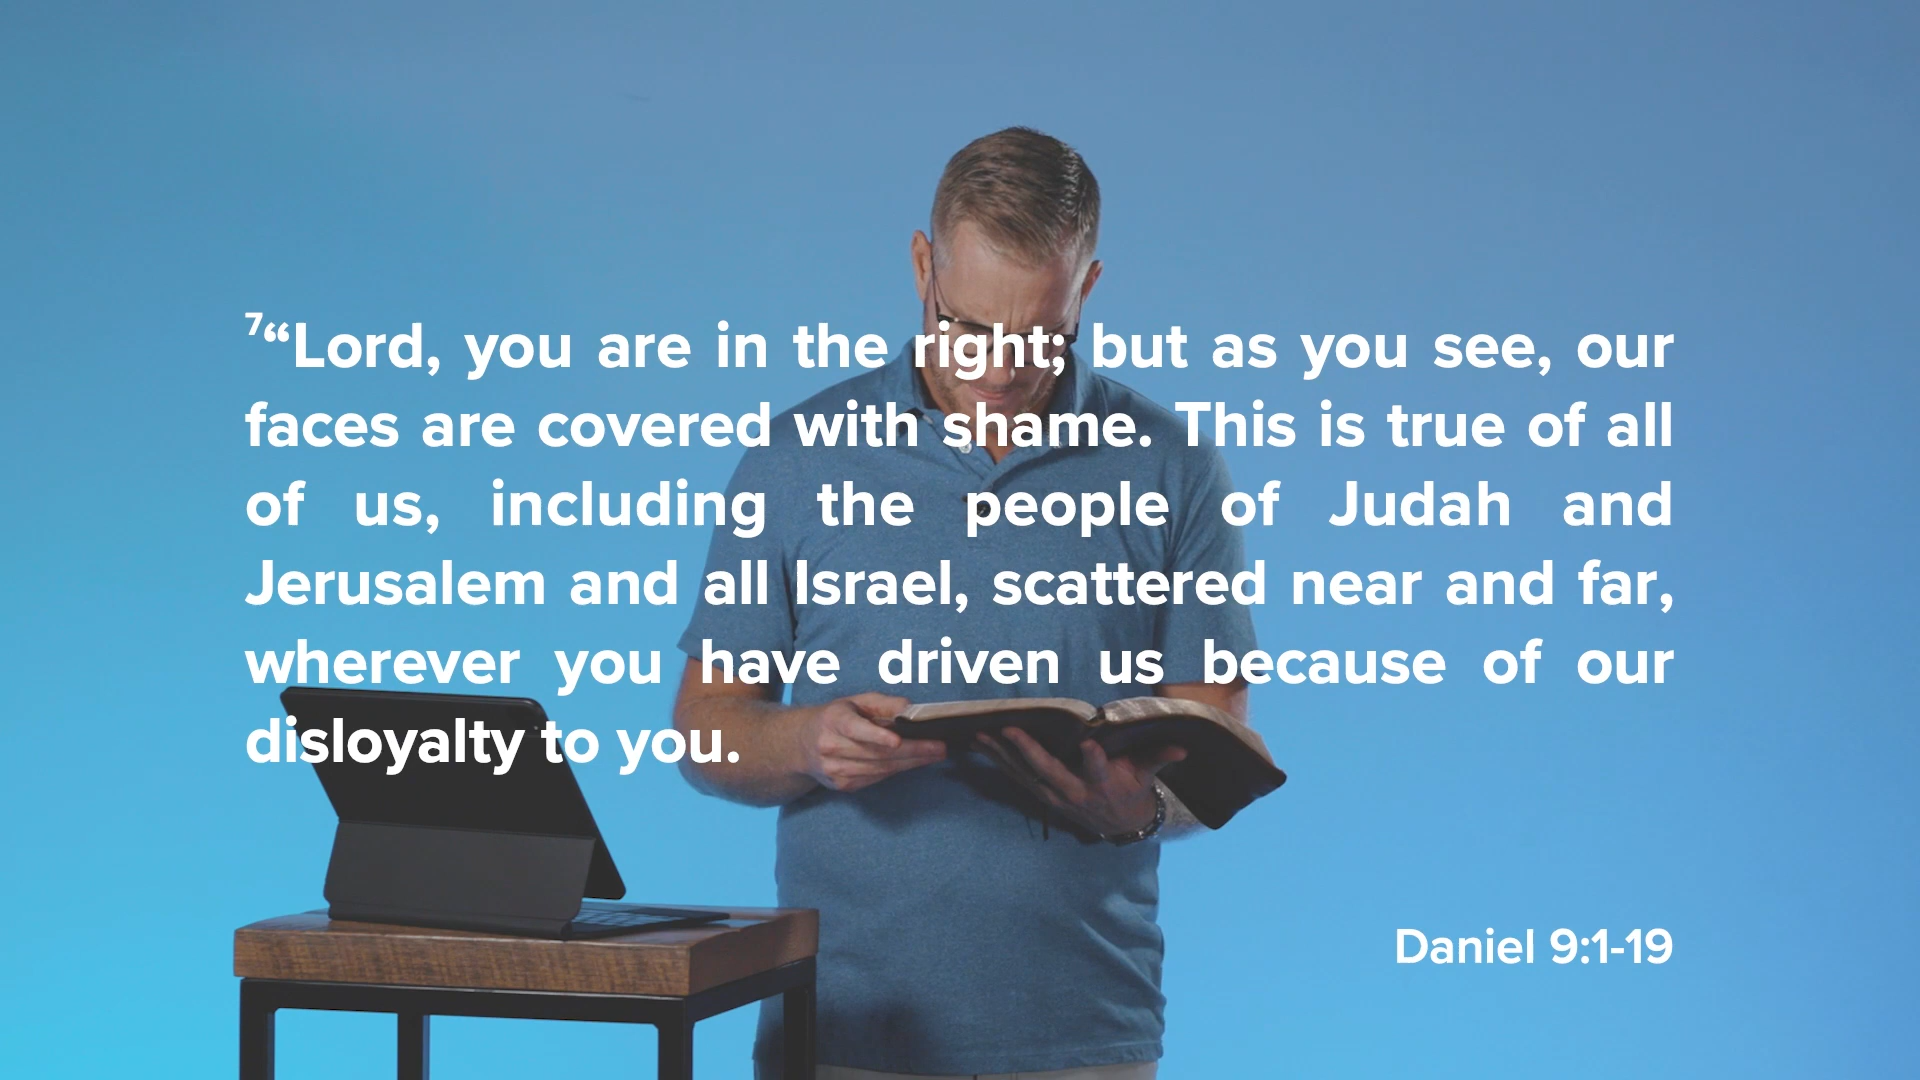 ⁷“Lord, you are in the right; but as you see, our
faces are covered with shame. This is true of all
of us, including the people of Judah and
Jerusalem and all Israel, scattered near and far,
wherever you have driven us because of our
disloyalty to you.
Daniel 9:1-19